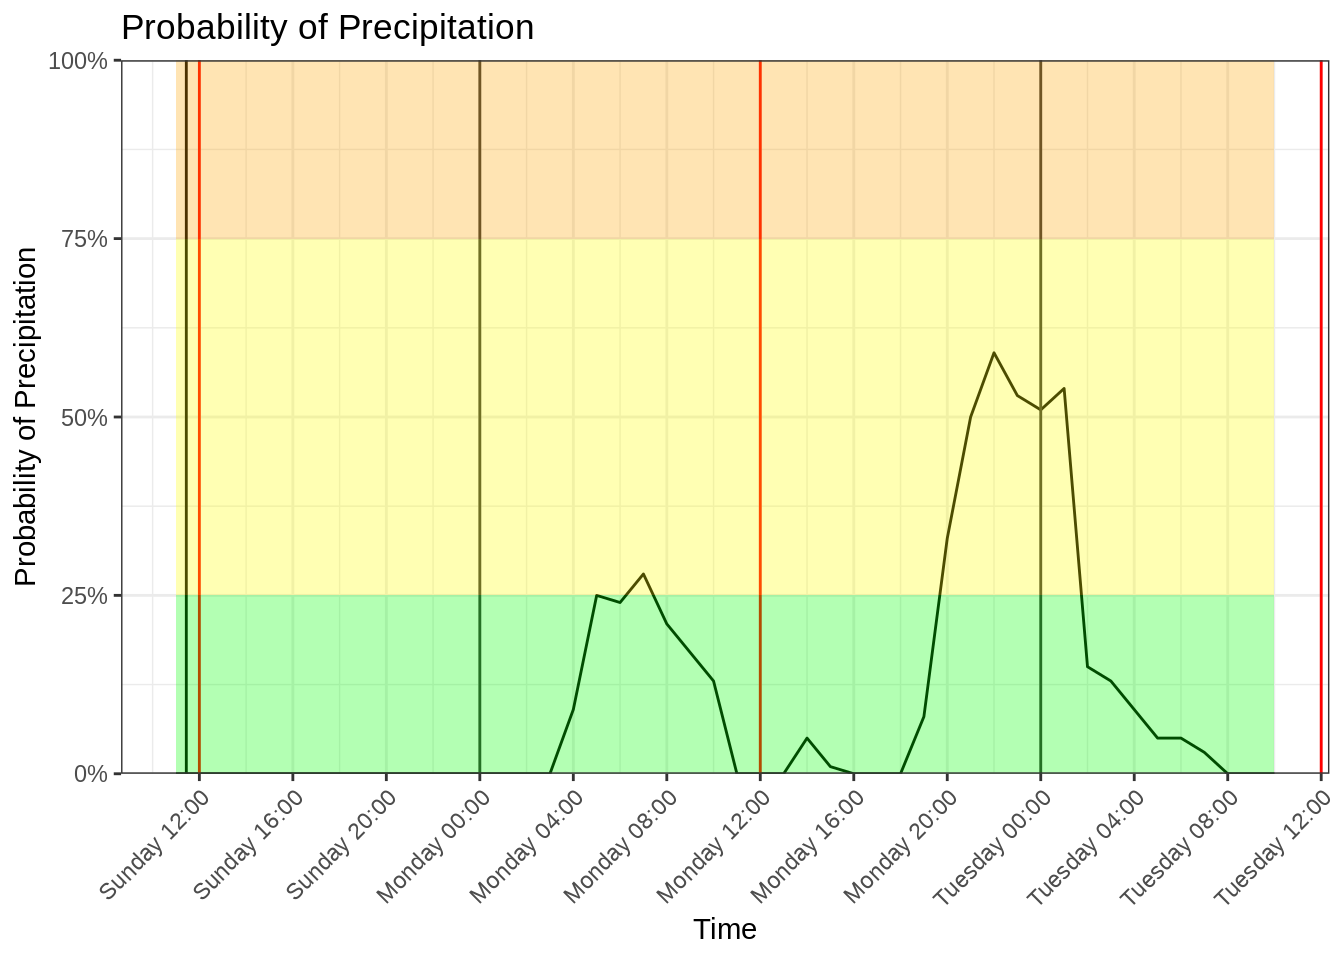 Probability of Precipitation
Probability of Precipitation
100%
75%
50%
25%
0%
Sunday 12:00
Sunday 16:00
Sunday 20:00
Monday 00:00
Monday 04:00
Monday 08:00
Monday 12:00
Monday 16:00
Monday 20:00
Tuesday 00:00
Tuesday 04:00
Tuesday 08:00
Tuesday 12:00
Time